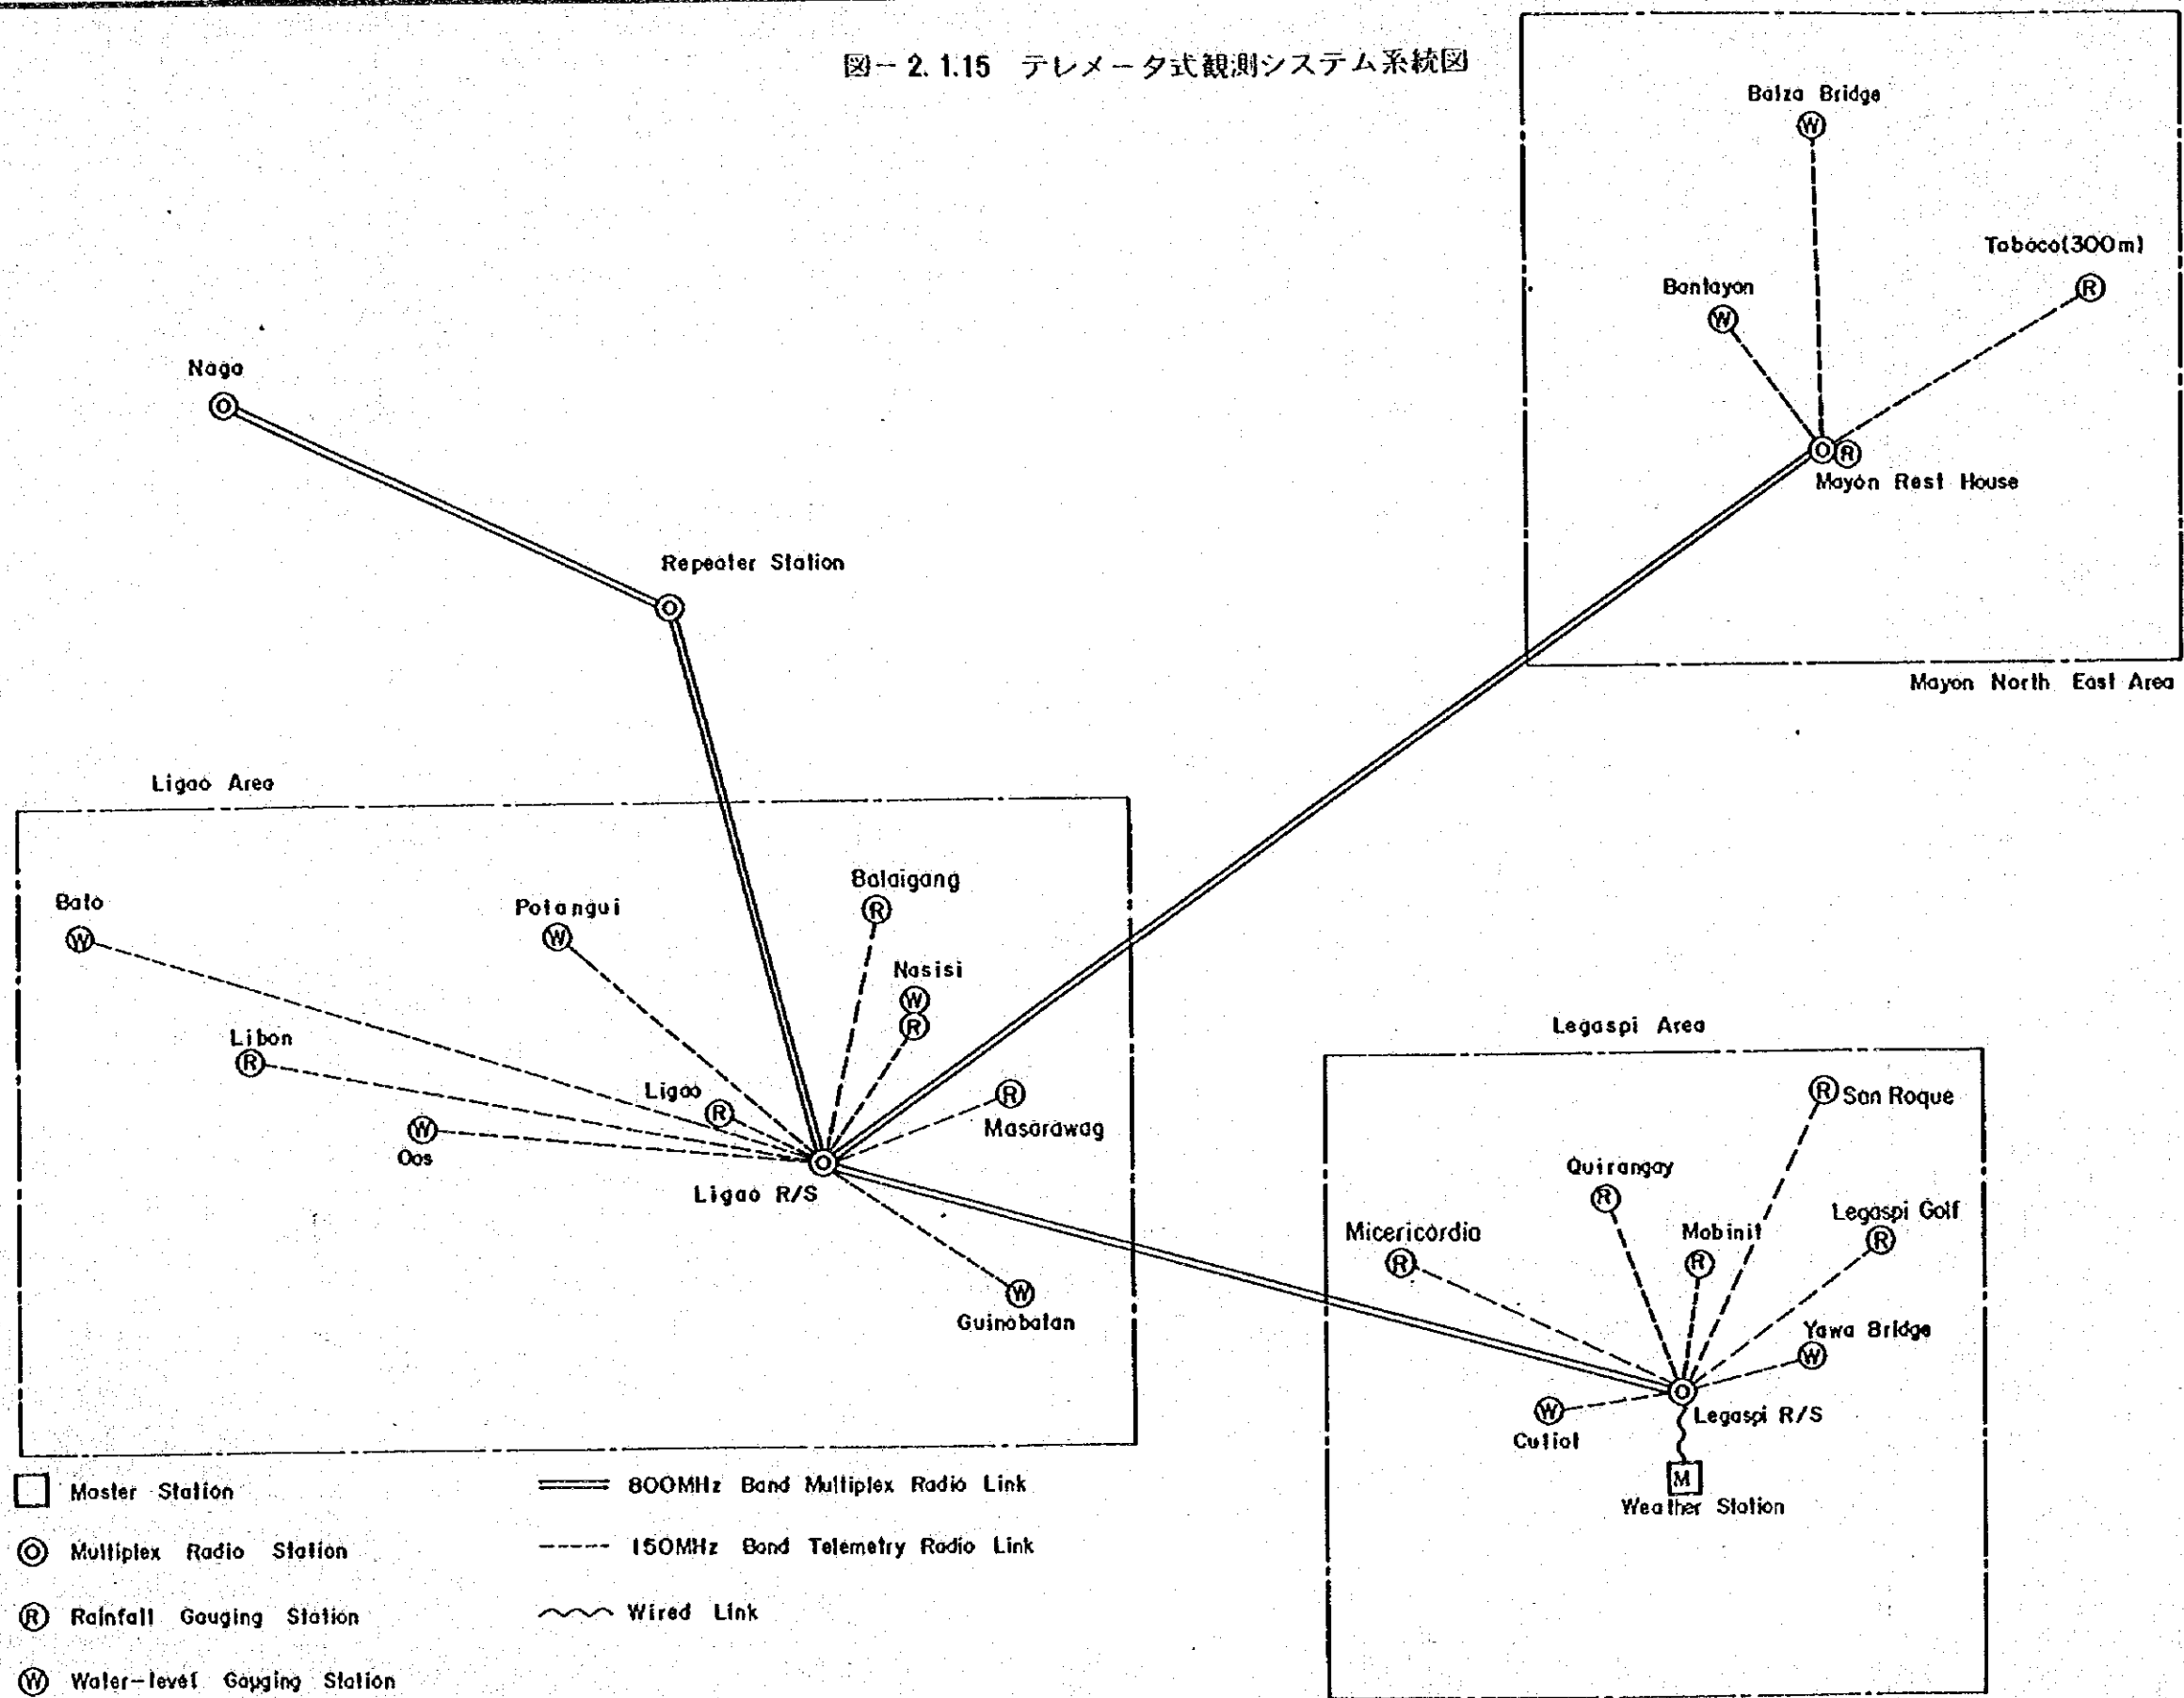 図－2.1.15 テレメータ式観測システム系統図
Balza Bridge
W
Tabaco(300m)
R
Bantayan
W
Naga
O
O R
Mayon Rest House
Repeater Station
O
Mayon North East Area
Ligao Area
Balaigang
R
Bato
W
Polangui
W
Nasisi
W
R
Libon
R
Ligao
R
R
Masarawag
Oas
W
O
Ligao R/S
W
Guinobatan
Legaspi Area
R San Roque
Quirangay
R
Micericordia
R
Mabinit
R
Legaspi Golf
R
Yawa Bridge
W
O
Legaspi R/S
W
Cutiol
M
Weather Station
Master Station
O Multiplex Radio Station
R Rainfall Gauging Station
W Water-level Gauging Station
800MHz Band Multiplex Radio Link
150MHz Band Telemetry Radio Link
Wired Link